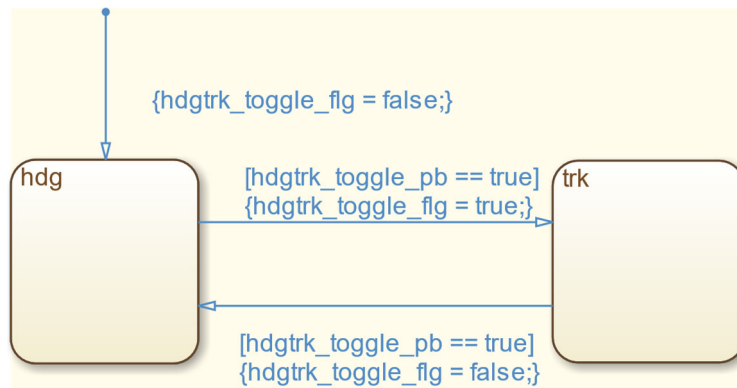 {hdgtrk_toggle_flg = false;}
hdg
[hdgtrk_toggle_pb == true]
{hdgtrk_toggle_flg = true;}
trk
[hdgtrk_toggle_pb == true]
{hdgtrk_toggle_flg = false;}